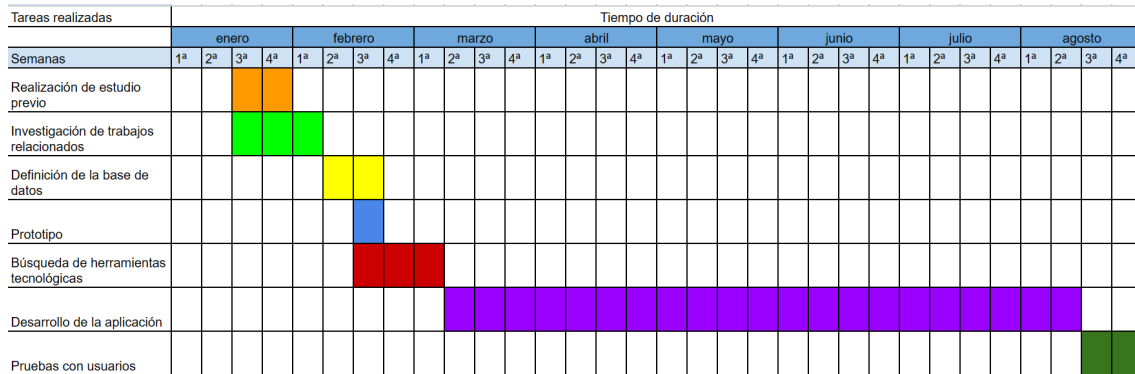 Tareas realizadas Tiempo de duración
enero febrero marzo abril mayo junio julio agosto
Semanas 1ª 2ª 3ª 4ª 1ª 2ª 3ª 4ª 1ª 2ª 3ª 4ª 1ª 2ª 3ª 4ª 1ª 2ª 3ª 4ª 1ª 2ª 3ª 4ª 1ª 2ª 3ª 4ª 1ª 2ª 3ª 4ª
Realización de estudio
previo
Investigación de trabajos
relacionados
Definición de la base de
datos
Prototipo
Búsqueda de herramientas
tecnológicas
Desarrollo de la aplicación
Pruebas con usuarios